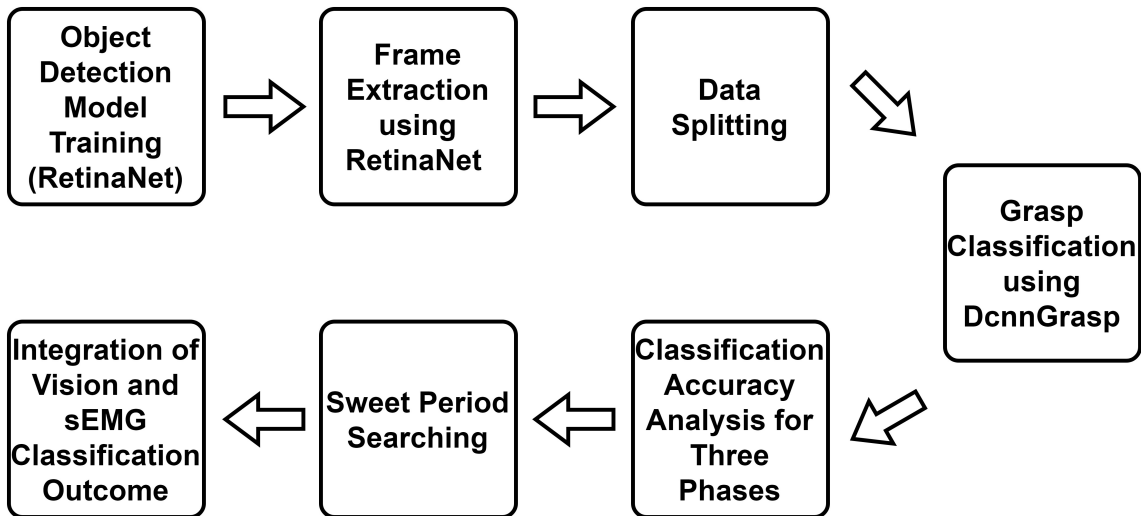 Object
Detection
Model
Training
(RetinaNet)
Frame
Extraction
using
RetinaNet
Data
Splitting
Grasp
Classification
using
DcnnGrasp
Classification
Accuracy
Analysis for
Three
Phases
Sweet Period
Searching
Integration of
Vision and
sEMG
Classification
Outcome